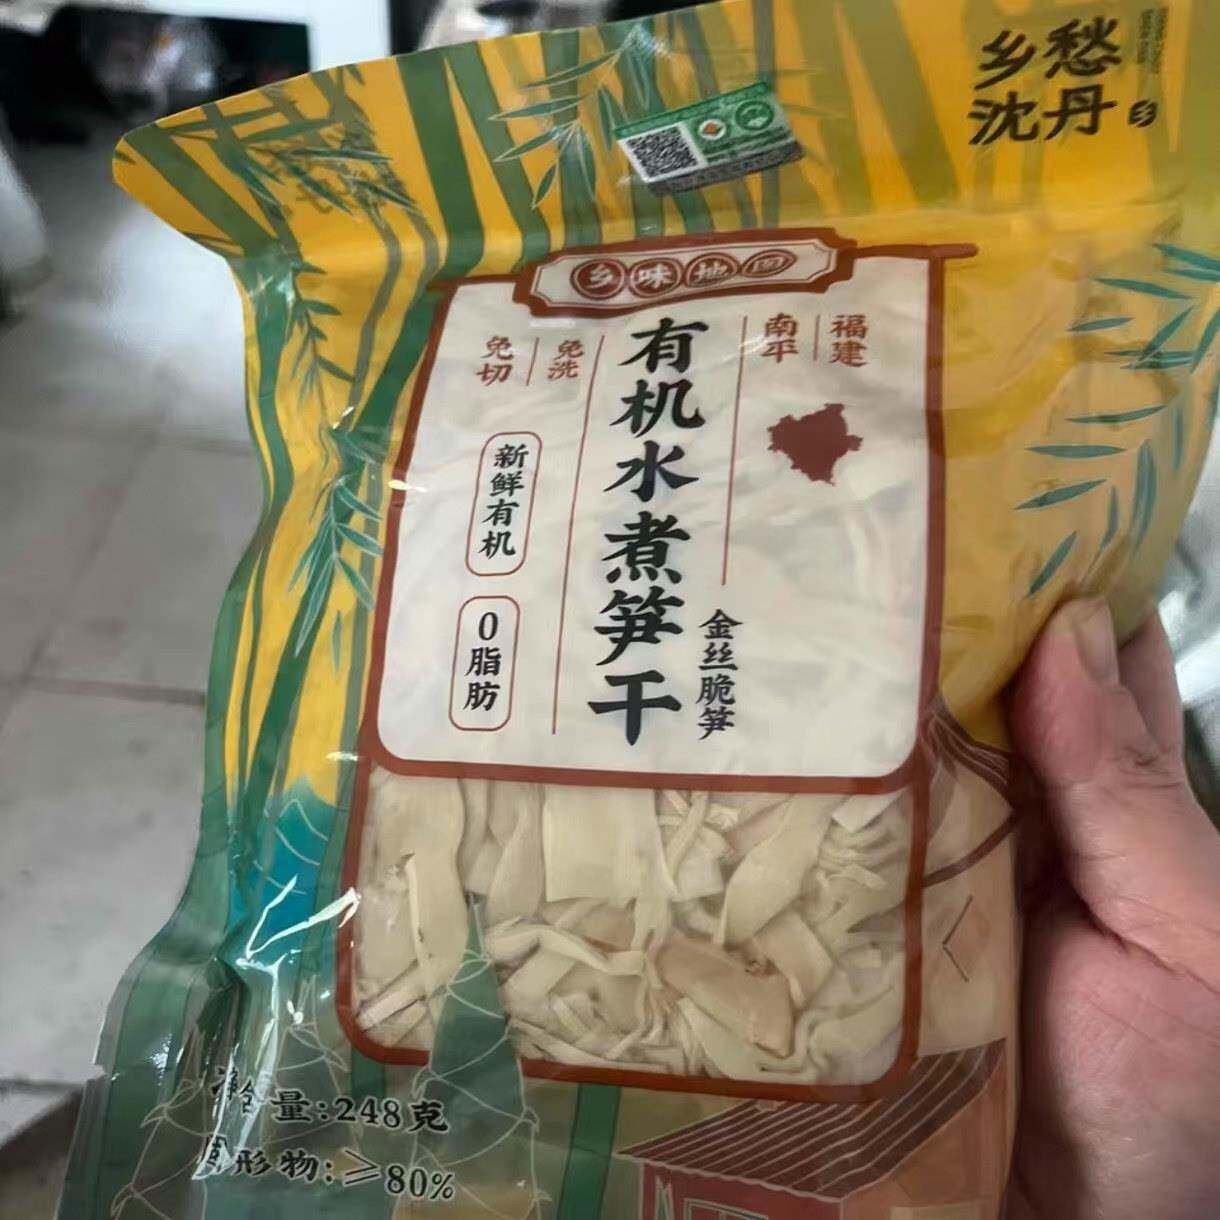 乡愁
沈丹
乡味地图
福建
南平
有机水煮笋干
金丝脆笋
免洗
免切
新鲜有机
0脂肪
净含量:248克
固形物:≥80%